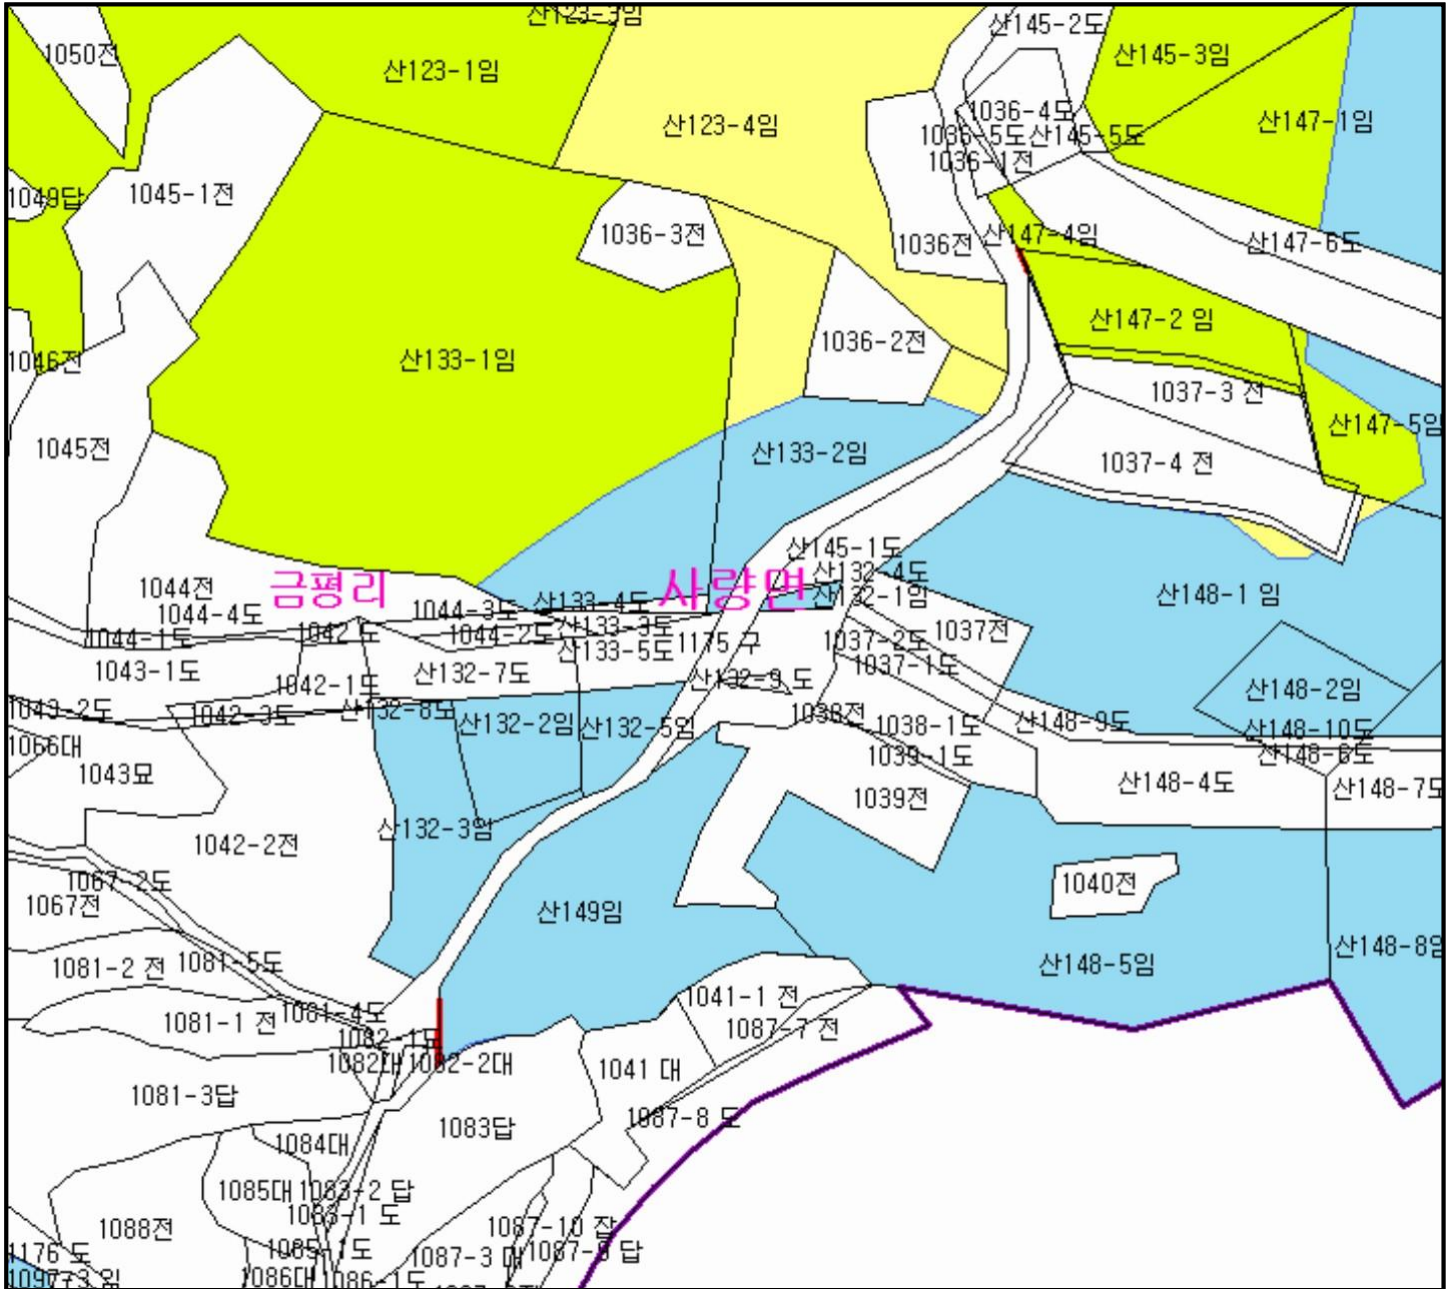 산123-3임
산145-2도
1050전
산123-1임
산145-3임
산123-4임
1036-4도
산147-1임
1036-5도
산145-5도
1036-1전
1049답
1045-1전
1036-3전
1036전
산147-4임
산147-6도
산147-2 임
1036-2전
1046전
산133-1임
1037-3 전
산147-5임
1045전
산133-2임
1037-4 전
산145-1도
산132-4도
1044전
금평리
사량면
산132-1임
산148-1 임
1044-4도
1044-3도
산133-4도
1044-1도
1042 도
1044-2도
산133-3도
1037전
1175 구
1037-2도
산133-5도
1037-1도
1043-1도
산132-7도
산132-9 도
1042-1도
산148-2임
1043-2도
1042-3도
산132-8도
산132-2임
산132-5임
1038전
1038-1도
산148-9도
산148-10도
1066대
1039-1도
산148-6도
1043묘
산148-4도
산148-7도
1039전
산132-3임
1042-2전
1067-2도
1040전
1067전
산149임
산148-8임
1081-2 전
1081-5도
산148-5임
1041-1 전
1081-4도
1081-1 전
1087-7 전
1082-1도
1082대
1082-2대
1041 대
1081-3답
1087-8 도
1083답
1084대
1085대
1083-2 답
1083-1 도
1088전
1087-10 잡
1176 도
1085-1도
1087-3 대
1087-9 답
1097-3 임
1086대
1086-1도